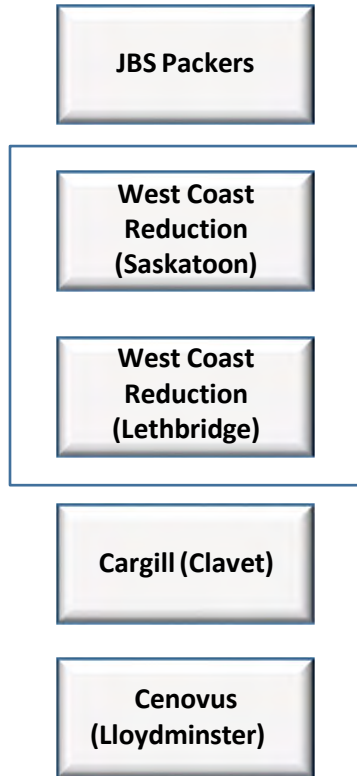 JBS Packers
West Coast
Reduction
(Saskatoon)
West Coast
Reduction
(Lethbridge)
Cargill (Clavet)
Cenovus
(Lloydminster)